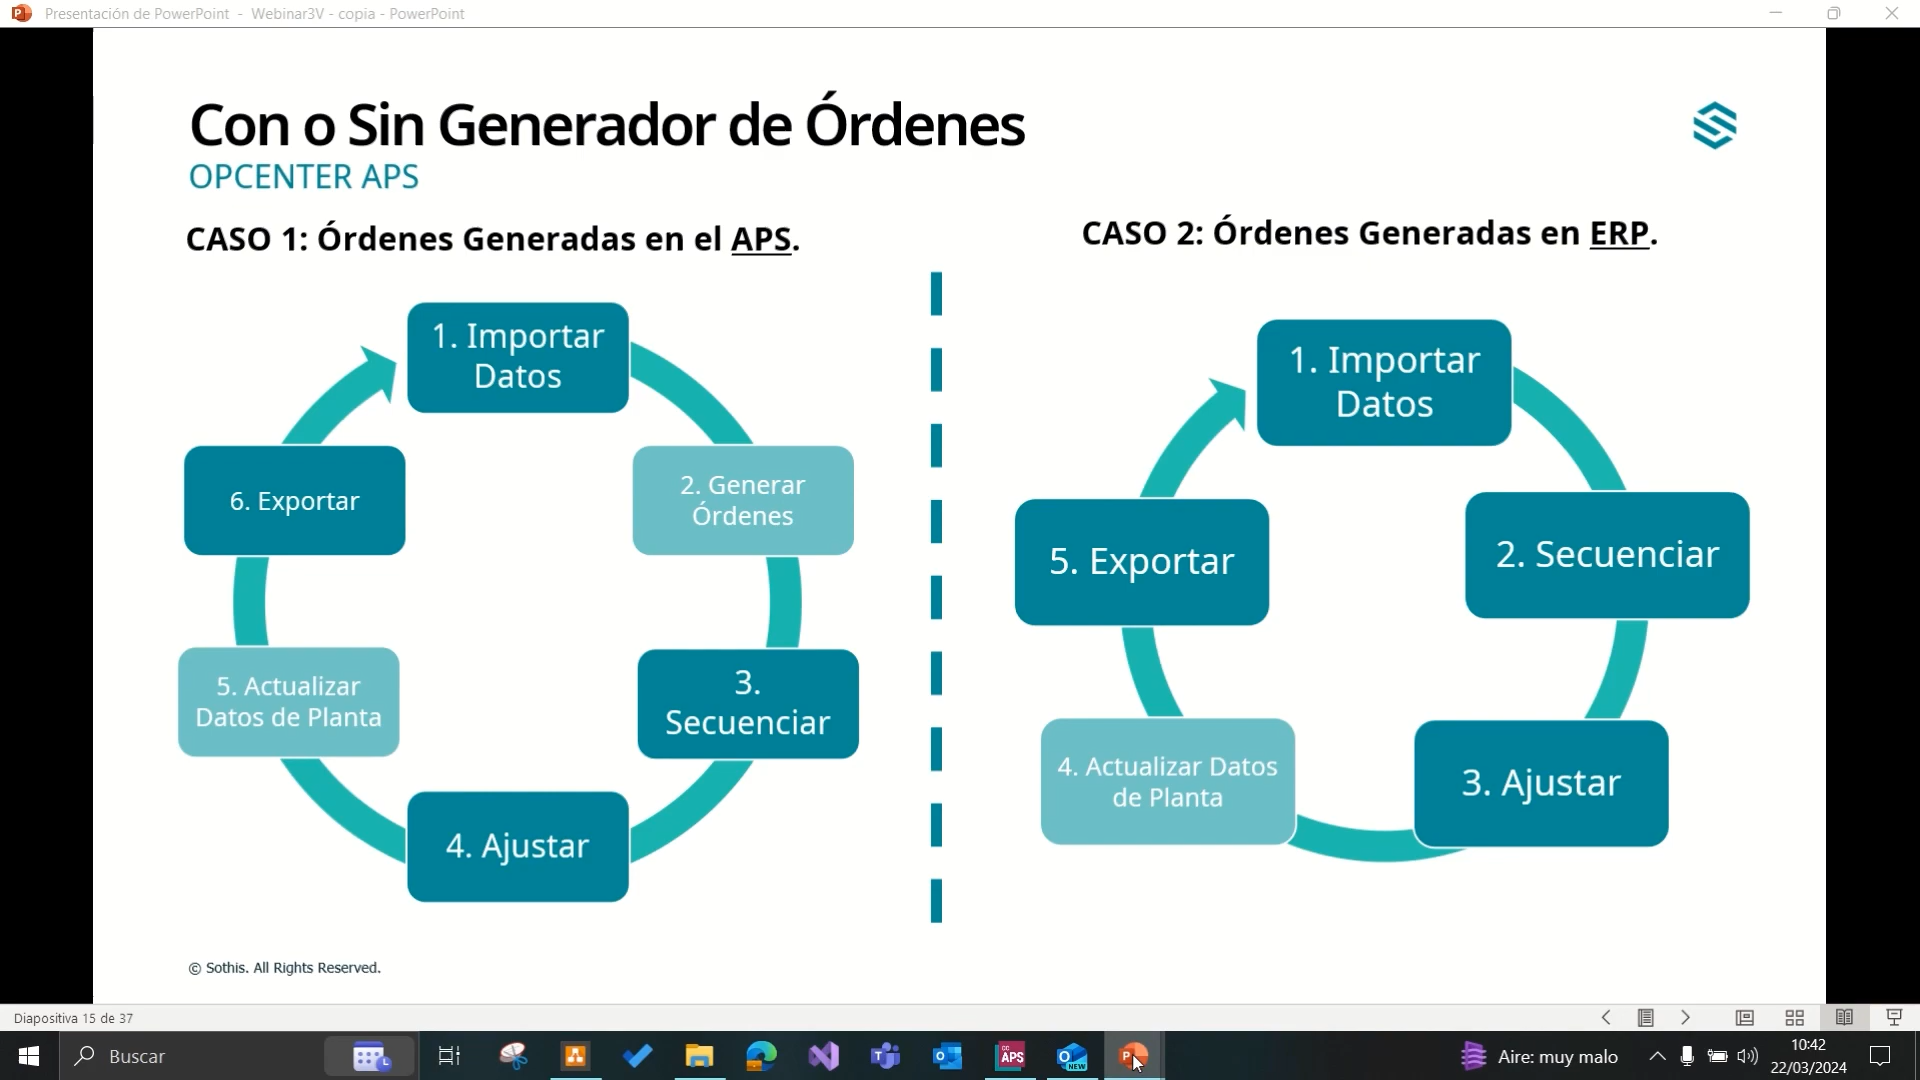 Presentación de PowerPoint - Webinar3V - copia - PowerPoint
Con o Sin Generador de Órdenes
OPCENTER APS
CASO 1: Órdenes Generadas en el APS.
1. Importar
Datos
2. Generar
Órdenes
3.
Secuenciar
4. Ajustar
5. Actualizar
Datos de Planta
6. Exportar
CASO 2: Órdenes Generadas en ERP.
1. Importar
Datos
2. Secuenciar
3. Ajustar
4. Actualizar Datos
de Planta
5. Exportar
© Sothis. All Rights Reserved.
Diapositiva 15 de 37
Buscar
CC
APS
NEW
Aire: muy malo
10:42
22/03/2024